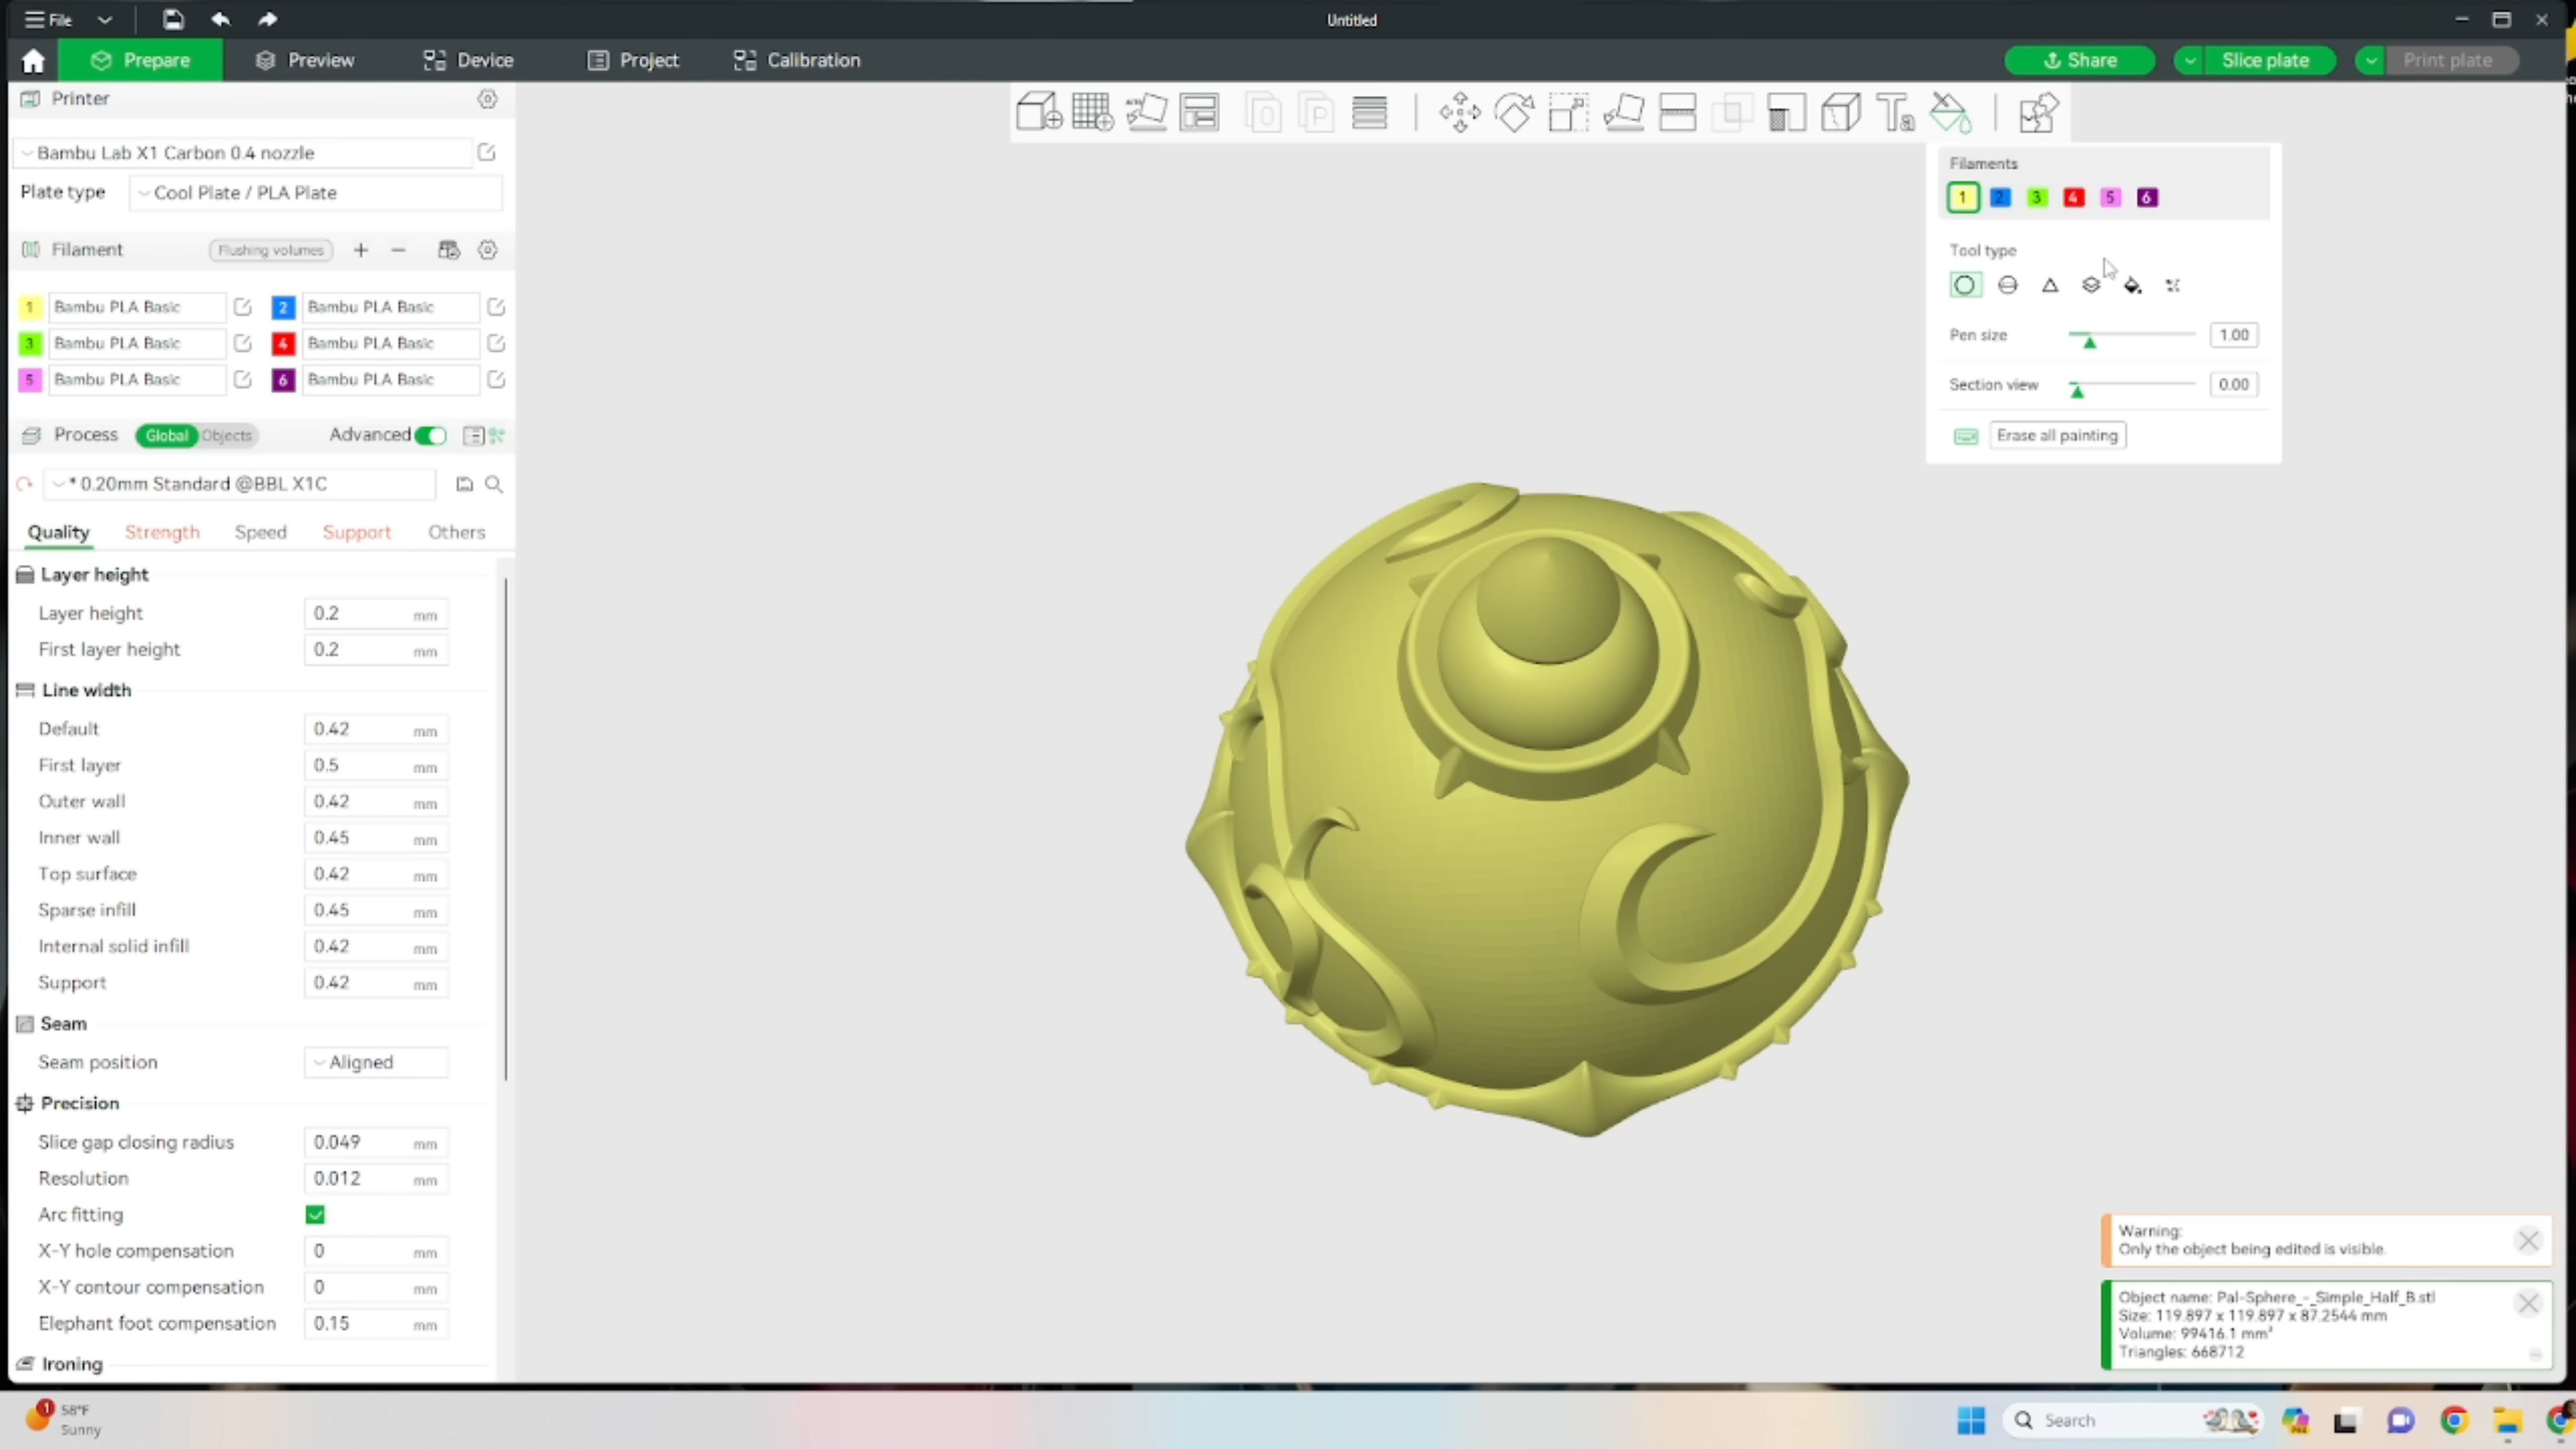 File
Untitled
Prepare
Preview
Device
Project
Calibration
Share
Slice plate
Print plate
Printer
Bambu Lab X1 Carbon 0.4 nozzle
Plate type
Cool Plate / PLA Plate
Filament
Flushing volumes
1 Bambu PLA Basic
2 Bambu PLA Basic
3 Bambu PLA Basic
4 Bambu PLA Basic
5 Bambu PLA Basic
6 Bambu PLA Basic
Process
Global
Objects
Advanced
* 0.20mm Standard @BBL X1C
Quality
Strength
Speed
Support
Others
Layer height
Layer height 0.2 mm
First layer height 0.2 mm
Line width
Default 0.42 mm
First layer 0.5 mm
Outer wall 0.42 mm
Inner wall 0.45 mm
Top surface 0.42 mm
Sparse infill 0.45 mm
Internal solid infill 0.42 mm
Support 0.42 mm
Seam
Seam position Aligned
Precision
Slice gap closing radius 0.049 mm
Resolution 0.012 mm
Arc fitting
X-Y hole compensation 0 mm
X-Y contour compensation 0 mm
Elephant foot compensation 0.15 mm
Ironing
Filaments
1 2 3 4 5 6
Tool type
Pen size 1.00
Section view 0.00
Erase all painting
Warning:
Only the object being edited is visible.
Object name: Pal-Sphere_-_Simple_Half_B.stl
Size: 119.897 x 119.897 x 87.2544 mm
Volume: 99416.1 mm³
Triangles: 668712
1
58°F
Sunny
Search